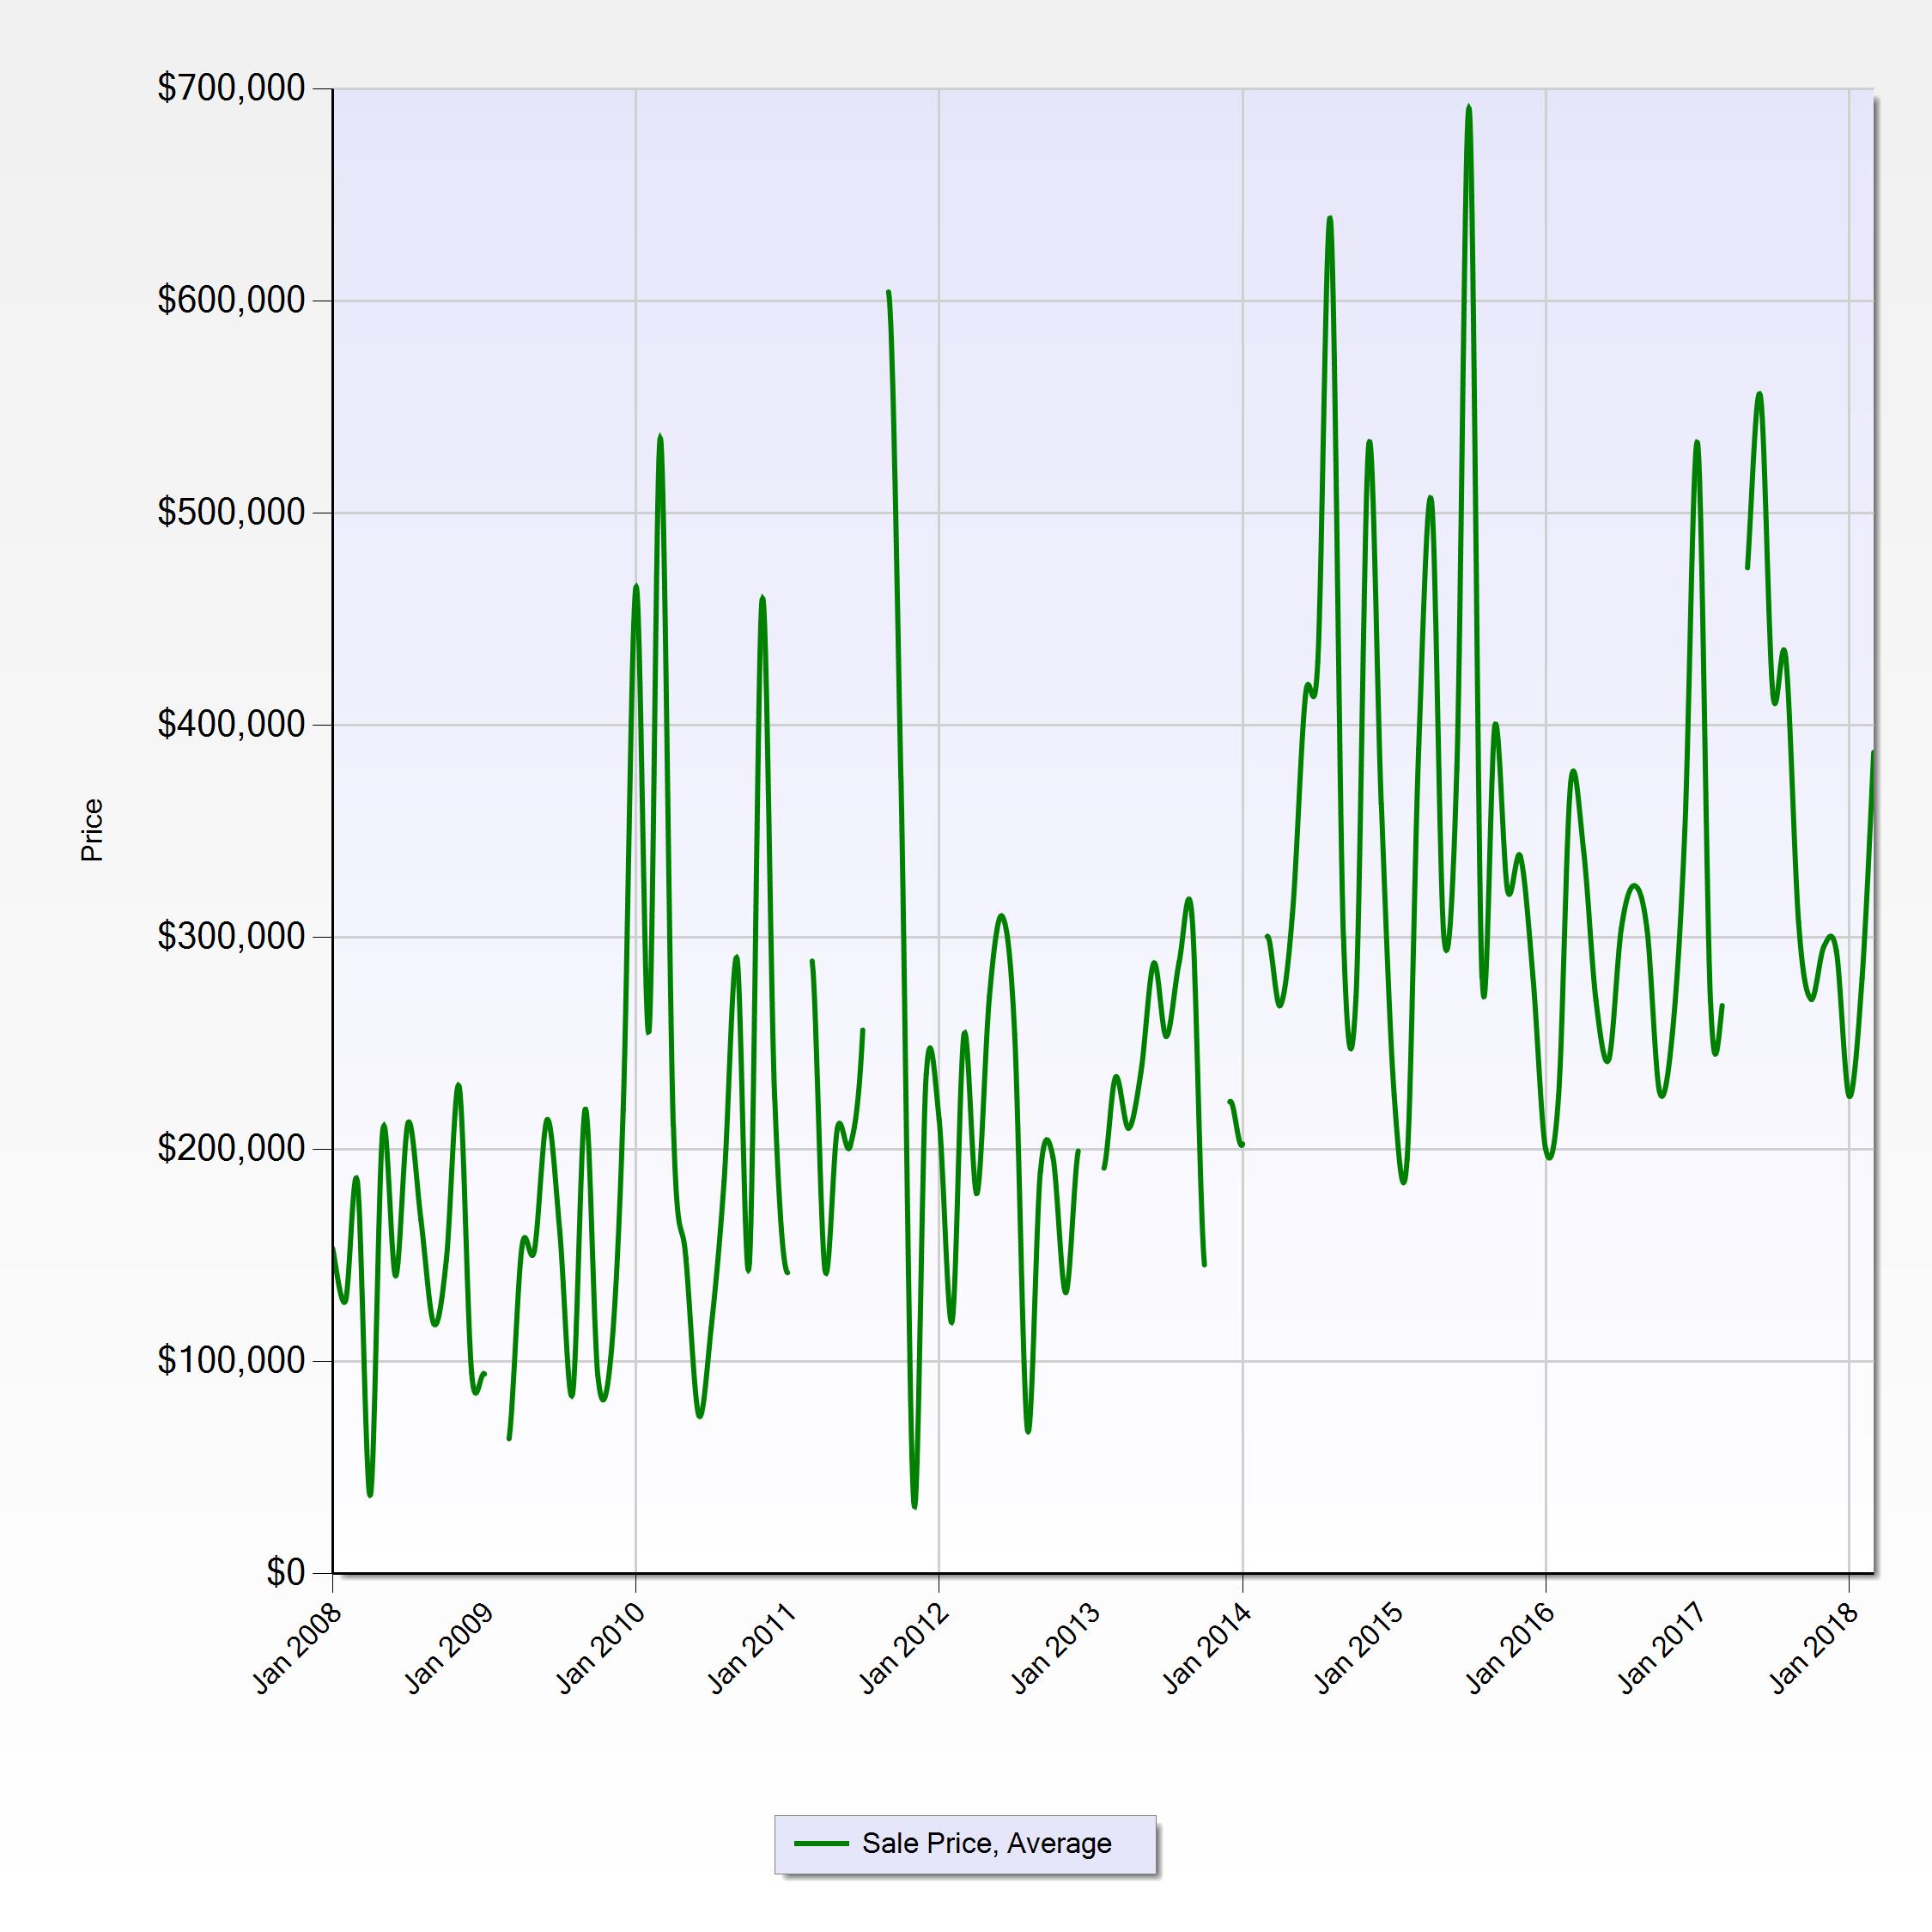 $700,000
$600,000
$500,000
$400,000
$300,000
$200,000
$100,000
$0
Price
Jan 2008
Jan 2009
Jan 2010
Jan 2011
Jan 2012
Jan 2013
Jan 2014
Jan 2015
Jan 2016
Jan 2017
Jan 2018
Sale Price, Average